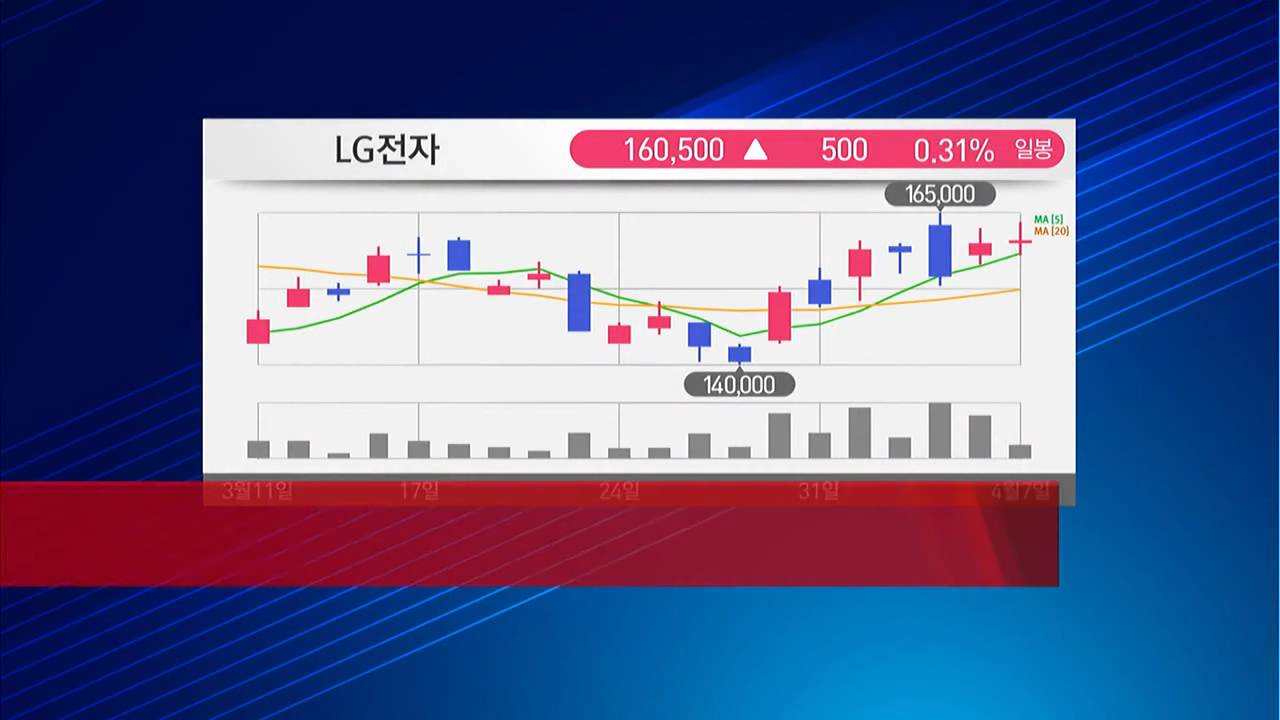 LG전자
160,500 ▲ 500 0.31% 일봉
165,000
MA [5]
MA [20]
140,000
3월11일 17일 24일 31일 4월7일